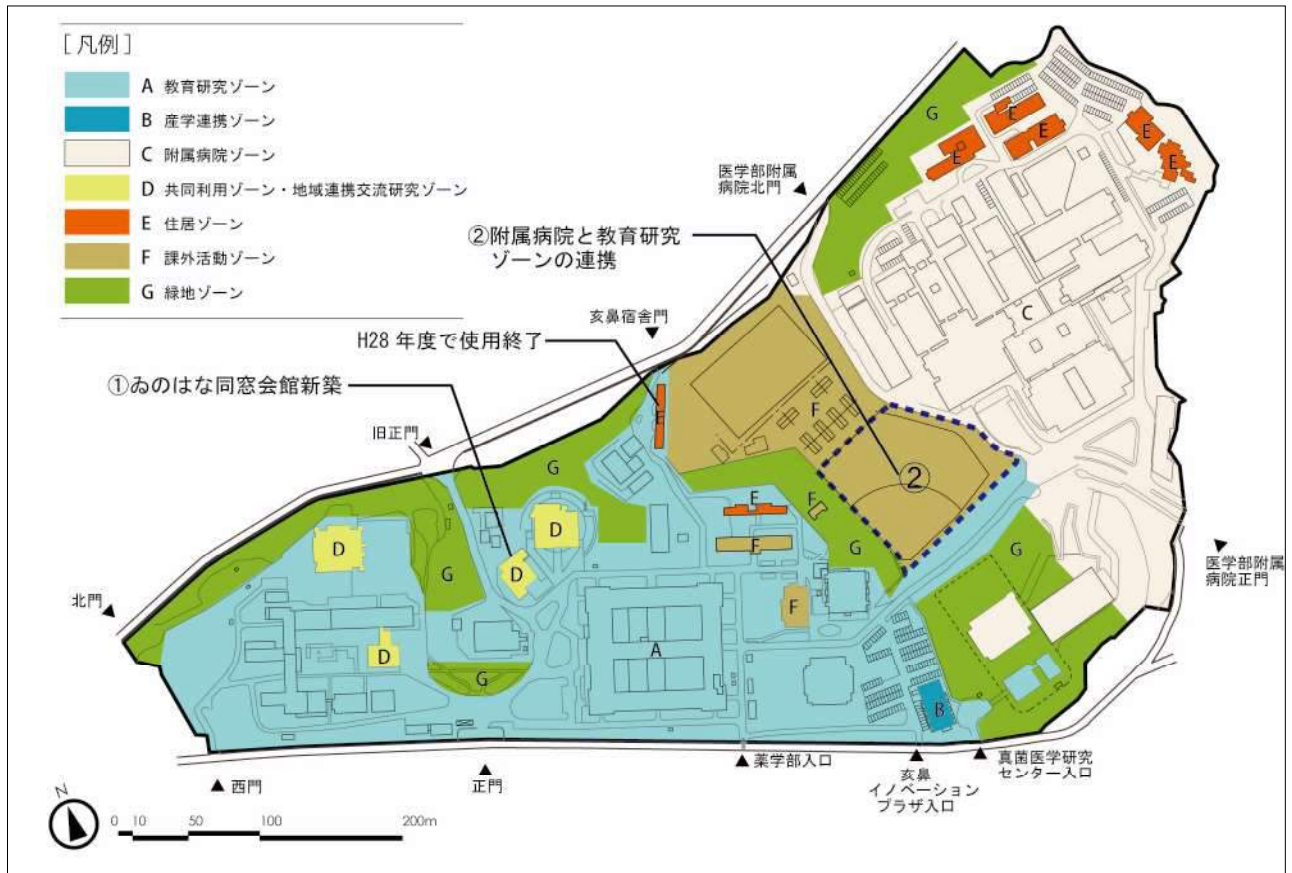 [凡例]
A 教育研究ゾーン
B 産学連携ゾーン
C 附属病院ゾーン
D 共同利用ゾーン・地域連携交流研究ゾーン
E 住居ゾーン
F 課外活動ゾーン
G 緑地ゾーン
医学部附属
病院北門
②附属病院と教育研究
ゾーンの連携
亥鼻宿舎門
H28 年度で使用終了
①ゐのはな同窓会館新築
旧正門
北門
医学部附属
病院正門
G
E
E
E
E
E
C
F
E
②
G
F
E
D
D
G
F
G
G
D
F
A
D
G
B
西門
正門
薬学部入口
亥鼻
イノベーション
プラザ入口
真菌医学研究
センター入口
N
0 10 50 100 200m